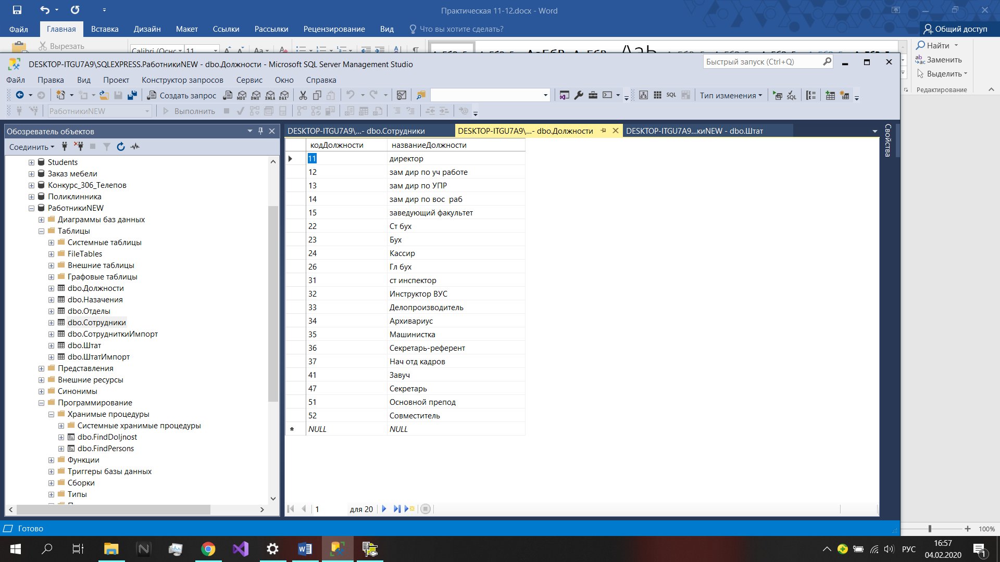 Практическая 11-12.docx - Word
Файл Главная Вставка Дизайн Макет Ссылки Рассылки Рецензирование Вид Что вы хотите сделать? Общий доступ
Вырезать
Calibri (Осн 11
Найти
Заменить
Выделить
Редактирование
DESKTOP-ITGU7A9\SQLEXPRESS.РаботникиNEW - dbo.Должности - Microsoft SQL Server Management Studio
Быстрый запуск (Ctrl+Q)
Файл Правка Вид Проект Конструктор запросов Сервис Окно Справка
Создать запрос MDX DMX XMLA DAX SQL Тип изменения SQL
РаботникиNEW Выполнить
Обозреватель объектов
Соединить
Students
Заказ мебели
Конкурс_306_Телепов
Поликлинника
РаботникиNEW
Диаграммы баз данных
Таблицы
Системные таблицы
FileTables
Внешние таблицы
Графовые таблицы
dbo.Должности
dbo.Назачения
dbo.Отделы
dbo.Сотрудники
dbo.СотрудниткиИмпорт
dbo.Штат
dbo.ШтатИмпорт
Представления
Внешние ресурсы
Синонимы
Программирование
Хранимые процедуры
Системные хранимые процедуры
dbo.FindDoljnost
dbo.FindPersons
Функции
Триггеры базы данных
Сборки
Типы
DESKTOP-ITGU7A9\...- dbo.Сотрудники DESKTOP-ITGU7A9\...- dbo.Должности DESKTOP-ITGU7A9...киNEW - dbo.Штат
Свойства
кодДолжности названиеДолжности
11 директор
12 зам дир по уч работе
13 зам дир по УПР
14 зам дир по вос  раб
15 заведующий факультет
22 Ст бух
23 Бух
24 Кассир
26 Гл бух
31 ст инспектор
32 Инструктор ВУС
33 Делопроизводитель
34 Архивариус
35 Машинистка
36 Секретарь-референт
37 Нач отд кадров
41 Завуч
47 Секретарь
51 Основной препод
52 Совместитель
NULL NULL
1 для 20
Готово
100%
РУС
16:57
04.02.2020
1